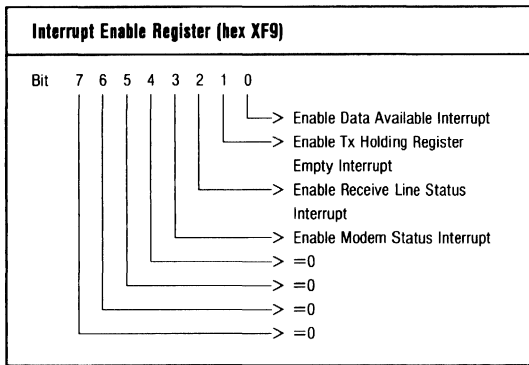 Interrupt Enable Register (hex XF9)
Bit 7 6 5 4 3 2 1 0
Enable Data Available Interrupt
Enable Tx Holding Register
Empty Interrupt
Enable Receive Line Status
Interrupt
Enable Modem Status Interrupt
=0
=0
=0
=0